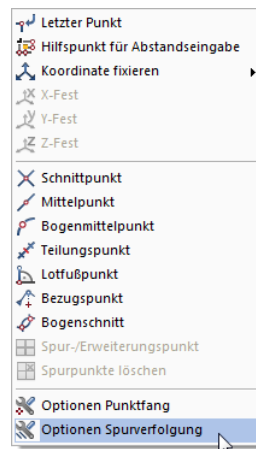 Letzter Punkt
Hilfspunkt für Abstandseingabe
Koordinate fixieren
X-Fest
Y-Fest
Z-Fest
Schnittpunkt
Mittelpunkt
Bogenmittelpunkt
Teilungspunkt
Lotfußpunkt
Bezugspunkt
Bogenschnitt
Spur-/Erweiterungspunkt
Spurpunkte löschen
Optionen Punktfang
Optionen Spurverfolgung